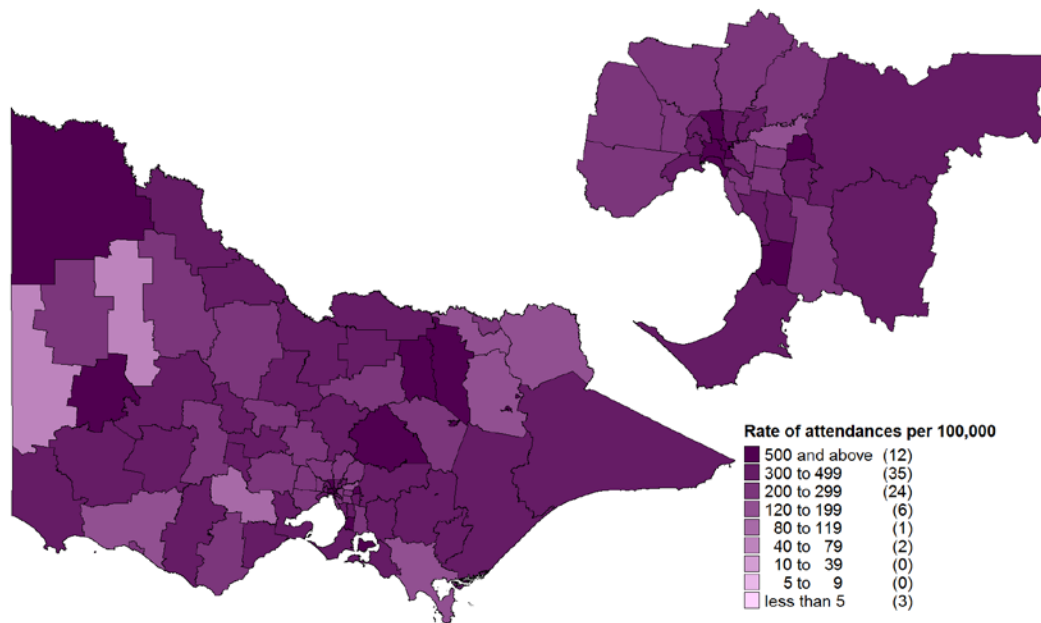 Rate of attendances per 100,000
500 and above (12)
300 to 499 (35)
200 to 299 (24)
120 to 199 (6)
80 to 119 (1)
40 to 79 (2)
10 to 39 (0)
5 to 9 (0)
less than 5 (3)